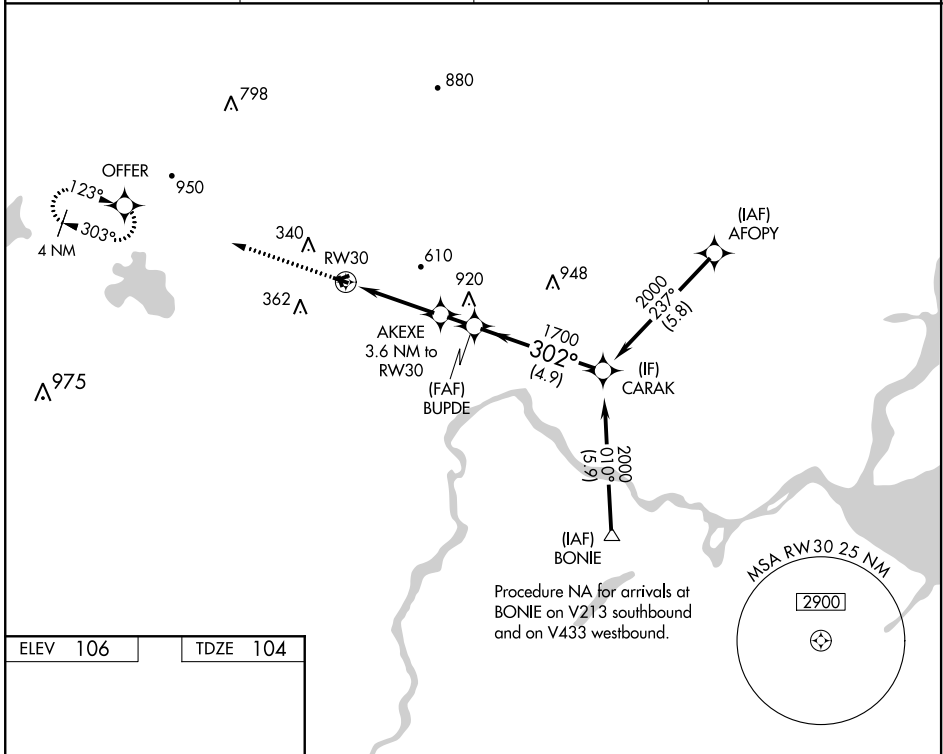 880
798
OFFER
950
123°
303°
4 NM
(IAF)
AFOPY
340
RW30
610
920
948
362
2000
237°
(5.8)
AKEXE
3.6 NM to
RW30
1700
302°
(4.9)
(IF)
CARAK
975
(FAF)
BUPDE
2000
010°
(5.9)
(IAF)
BONIE
MSA RW30 25 NM
2900
Procedure NA for arrivals at
BONIE on V213 southbound
and on V433 westbound.
ELEV 106
TDZE 104